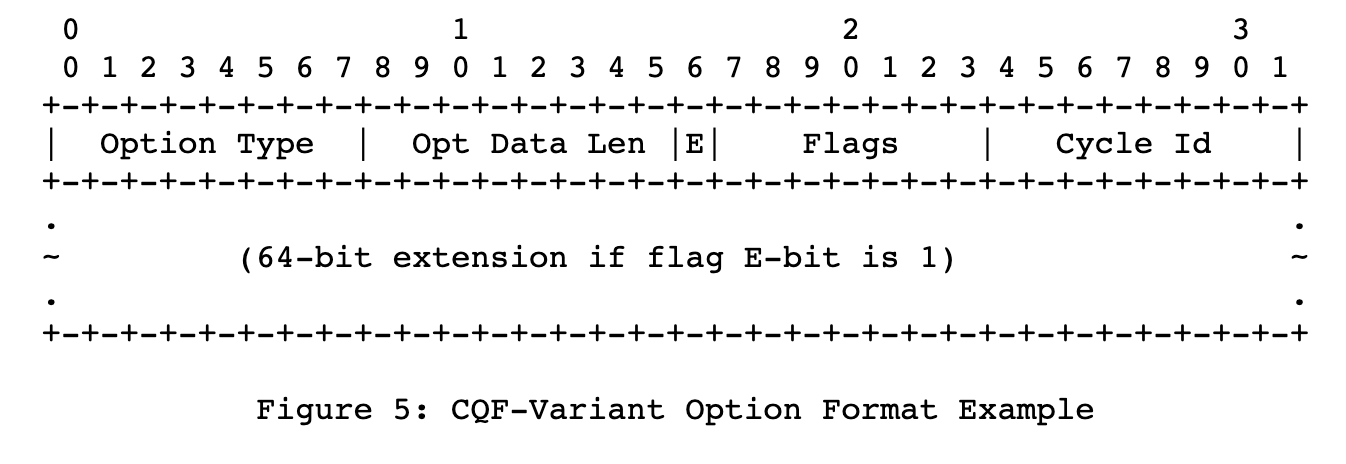 0                   1                   2                   3
 0 1 2 3 4 5 6 7 8 9 0 1 2 3 4 5 6 7 8 9 0 1 2 3 4 5 6 7 8 9 0 1
+-+-+-+-+-+-+-+-+-+-+-+-+-+-+-+-+-+-+-+-+-+-+-+-+-+-+-+-+-+-+-+-+
|  Option Type  |  Opt Data Len |E|    Flags    |   Cycle Id    |
+-+-+-+-+-+-+-+-+-+-+-+-+-+-+-+-+-+-+-+-+-+-+-+-+-+-+-+-+-+-+-+-+
.                                                               .
~         (64-bit extension if flag E-bit is 1)                 ~
.                                                               .
+-+-+-+-+-+-+-+-+-+-+-+-+-+-+-+-+-+-+-+-+-+-+-+-+-+-+-+-+-+-+-+-+
Figure 5: CQF-Variant Option Format Example